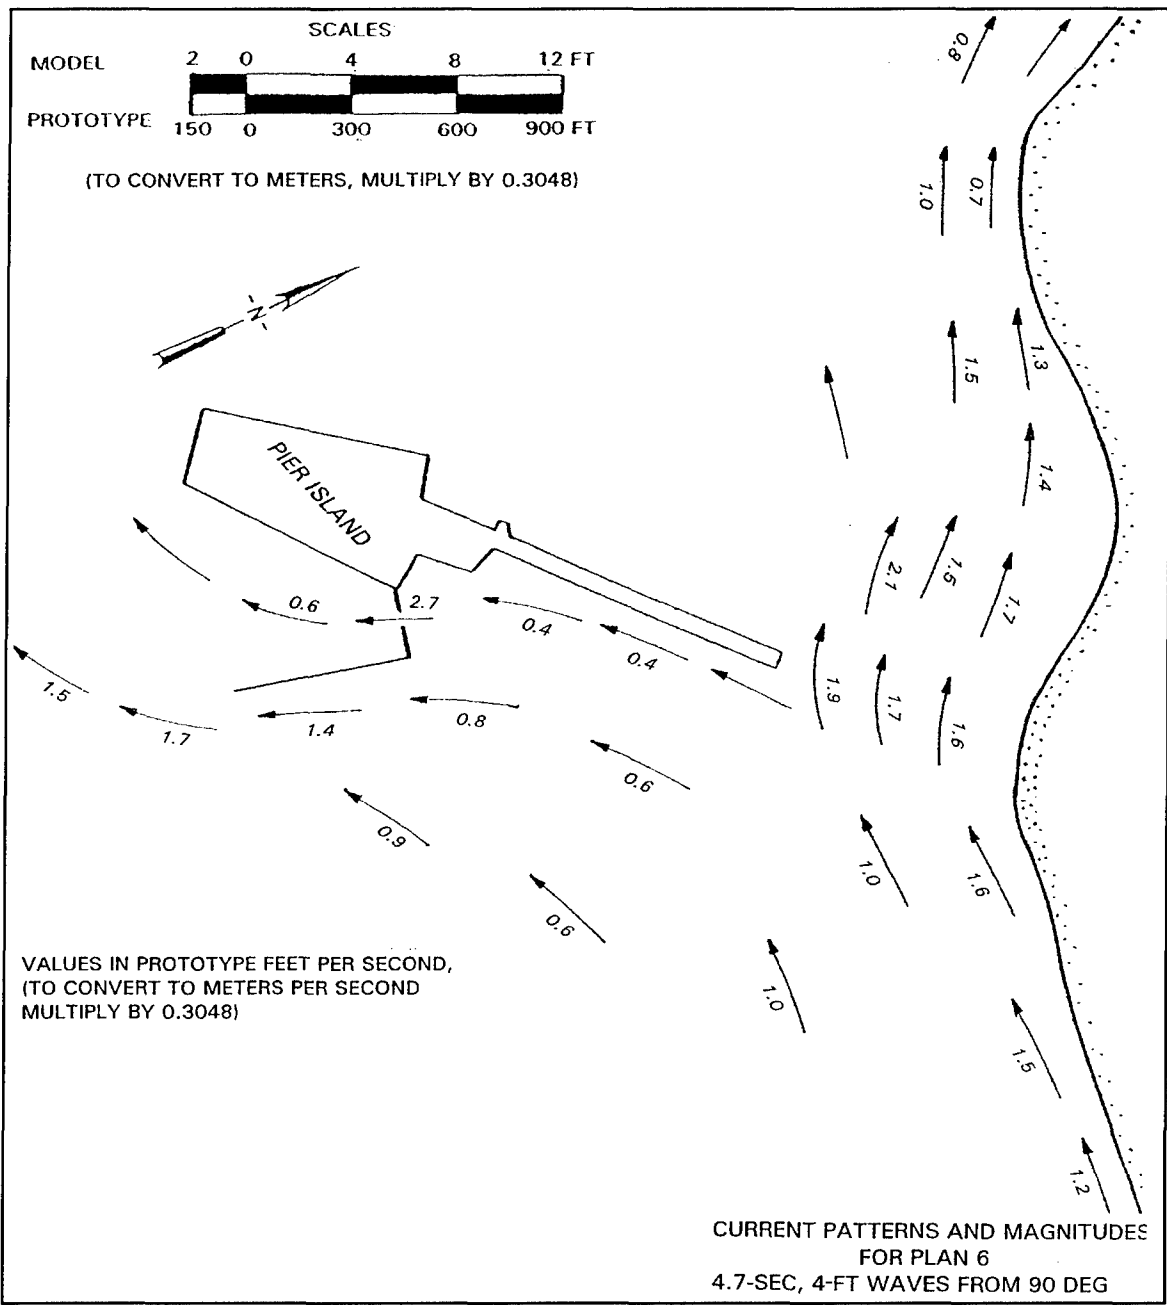 SCALES
MODEL 2 0 4 8 12 FT
PROTOTYPE 150 0 300 600 900 FT
(TO CONVERT TO METERS, MULTIPLY BY 0.3048)
0.8
1.0 0.7
-N-
1.5 1.3
PIER ISLAND
1.4
2.1 1.5 1.7
0.6 2.7 0.4
0.4
1.5 1.9
1.7 1.4 0.8 1.7 1.6
0.6
0.9
1.0 1.6
0.6
VALUES IN PROTOTYPE FEET PER SECOND,
(TO CONVERT TO METERS PER SECOND
MULTIPLY BY 0.3048)
1.0
1.5
1.2
CURRENT PATTERNS AND MAGNITUDES
FOR PLAN 6
4.7-SEC, 4-FT WAVES FROM 90 DEG